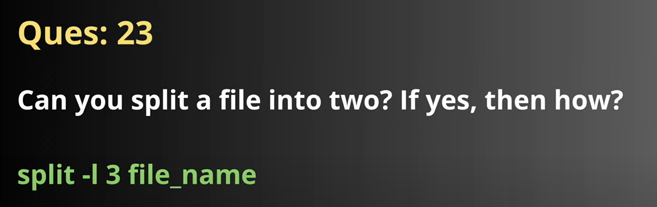 Ques: 23
Can you split a file into two? If yes, then how?
split -l 3 file_name